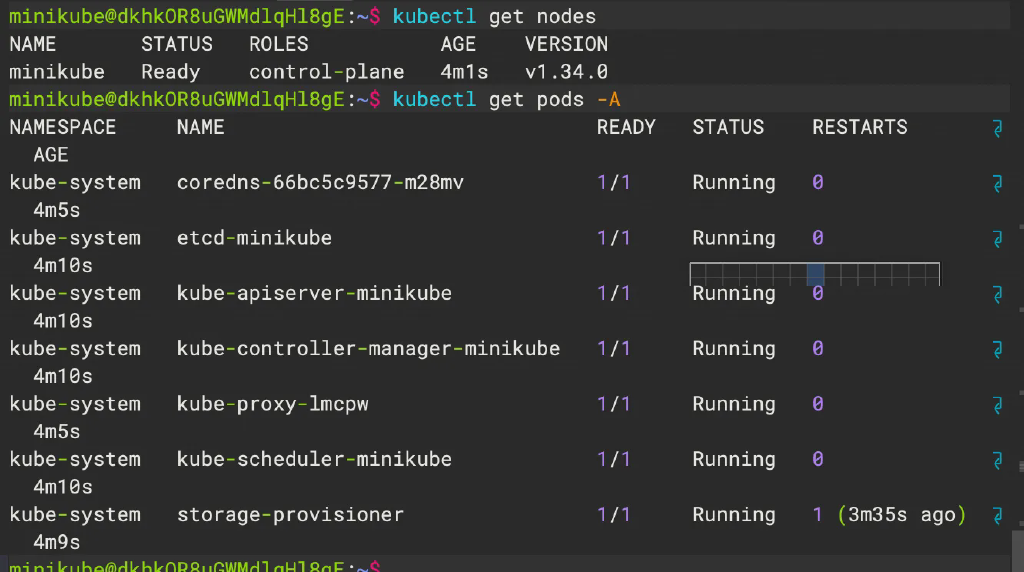 minikube@dkhkOR8uGWMdlqHl8gE:~$ kubectl get nodes
NAME STATUS ROLES AGE VERSION
minikube Ready control-plane 4m1s v1.34.0
minikube@dkhkOR8uGWMdlqHl8gE:~$ kubectl get pods -A
NAMESPACE NAME READY STATUS RESTARTS
AGE
kube-system coredns-66bc5c9577-m28mv 1/1 Running 0
4m5s
kube-system etcd-minikube 1/1 Running 0
4m10s
kube-system kube-apiserver-minikube 1/1 Running 0
4m10s
kube-system kube-controller-manager-minikube 1/1 Running 0
4m10s
kube-system kube-proxy-lmcpw 1/1 Running 0
4m5s
kube-system kube-scheduler-minikube 1/1 Running 0
4m10s
kube-system storage-provisioner 1/1 Running 1 (3m35s ago)
4m9s
minikube@dkhkOR8uGWMdlqHl8gE:~$